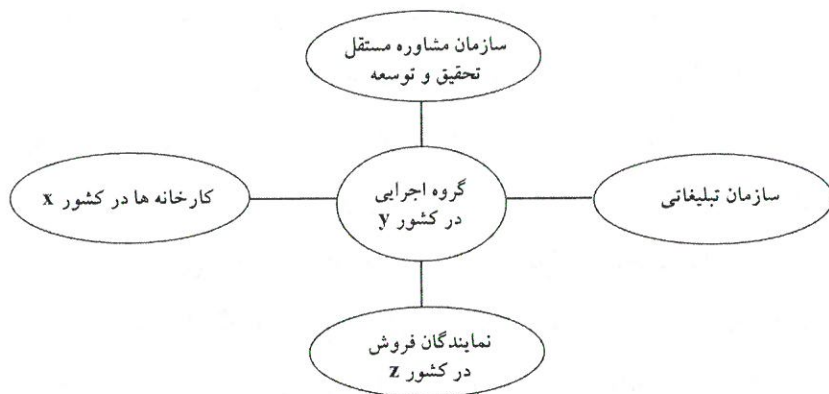 سازمان مشاوره مستقل
تحقیق و توسعه
کارخانه ها در کشور x
گروه اجرایی
در کشور y
سازمان تبلیغاتی
نمایندگان فروش
در کشور z